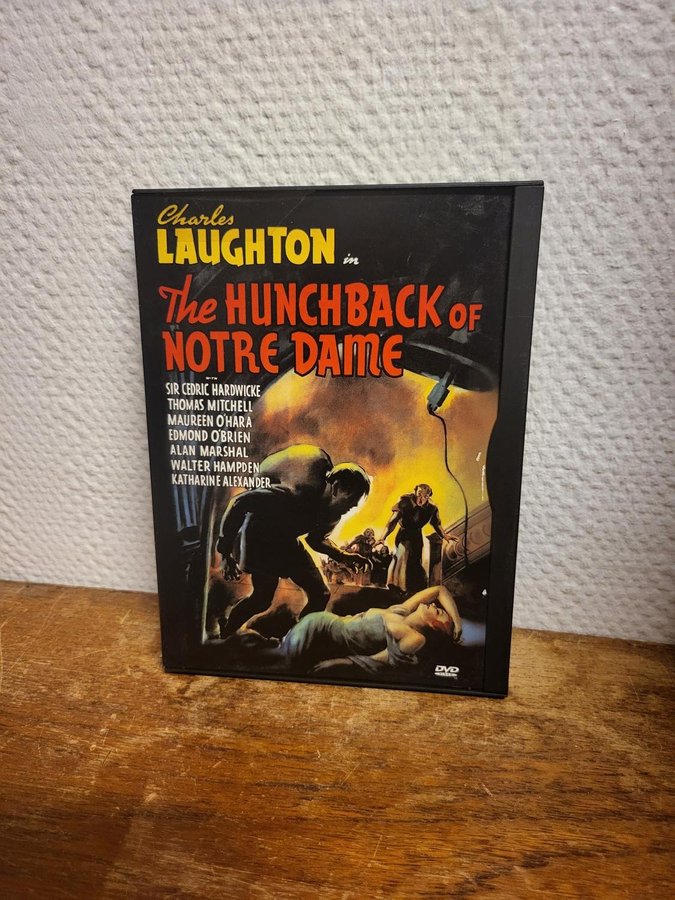 Charles
LAUGHTON in
The HUNCHBACK OF
NOTRE DAME
WITH
SIR CEDRIC HARDWICKE
THOMAS MITCHELL
MAUREEN O'HARA
EDMOND O'BRIEN
ALAN MARSHAL
WALTER HAMPDEN
KATHARINE ALEXANDER
DVD